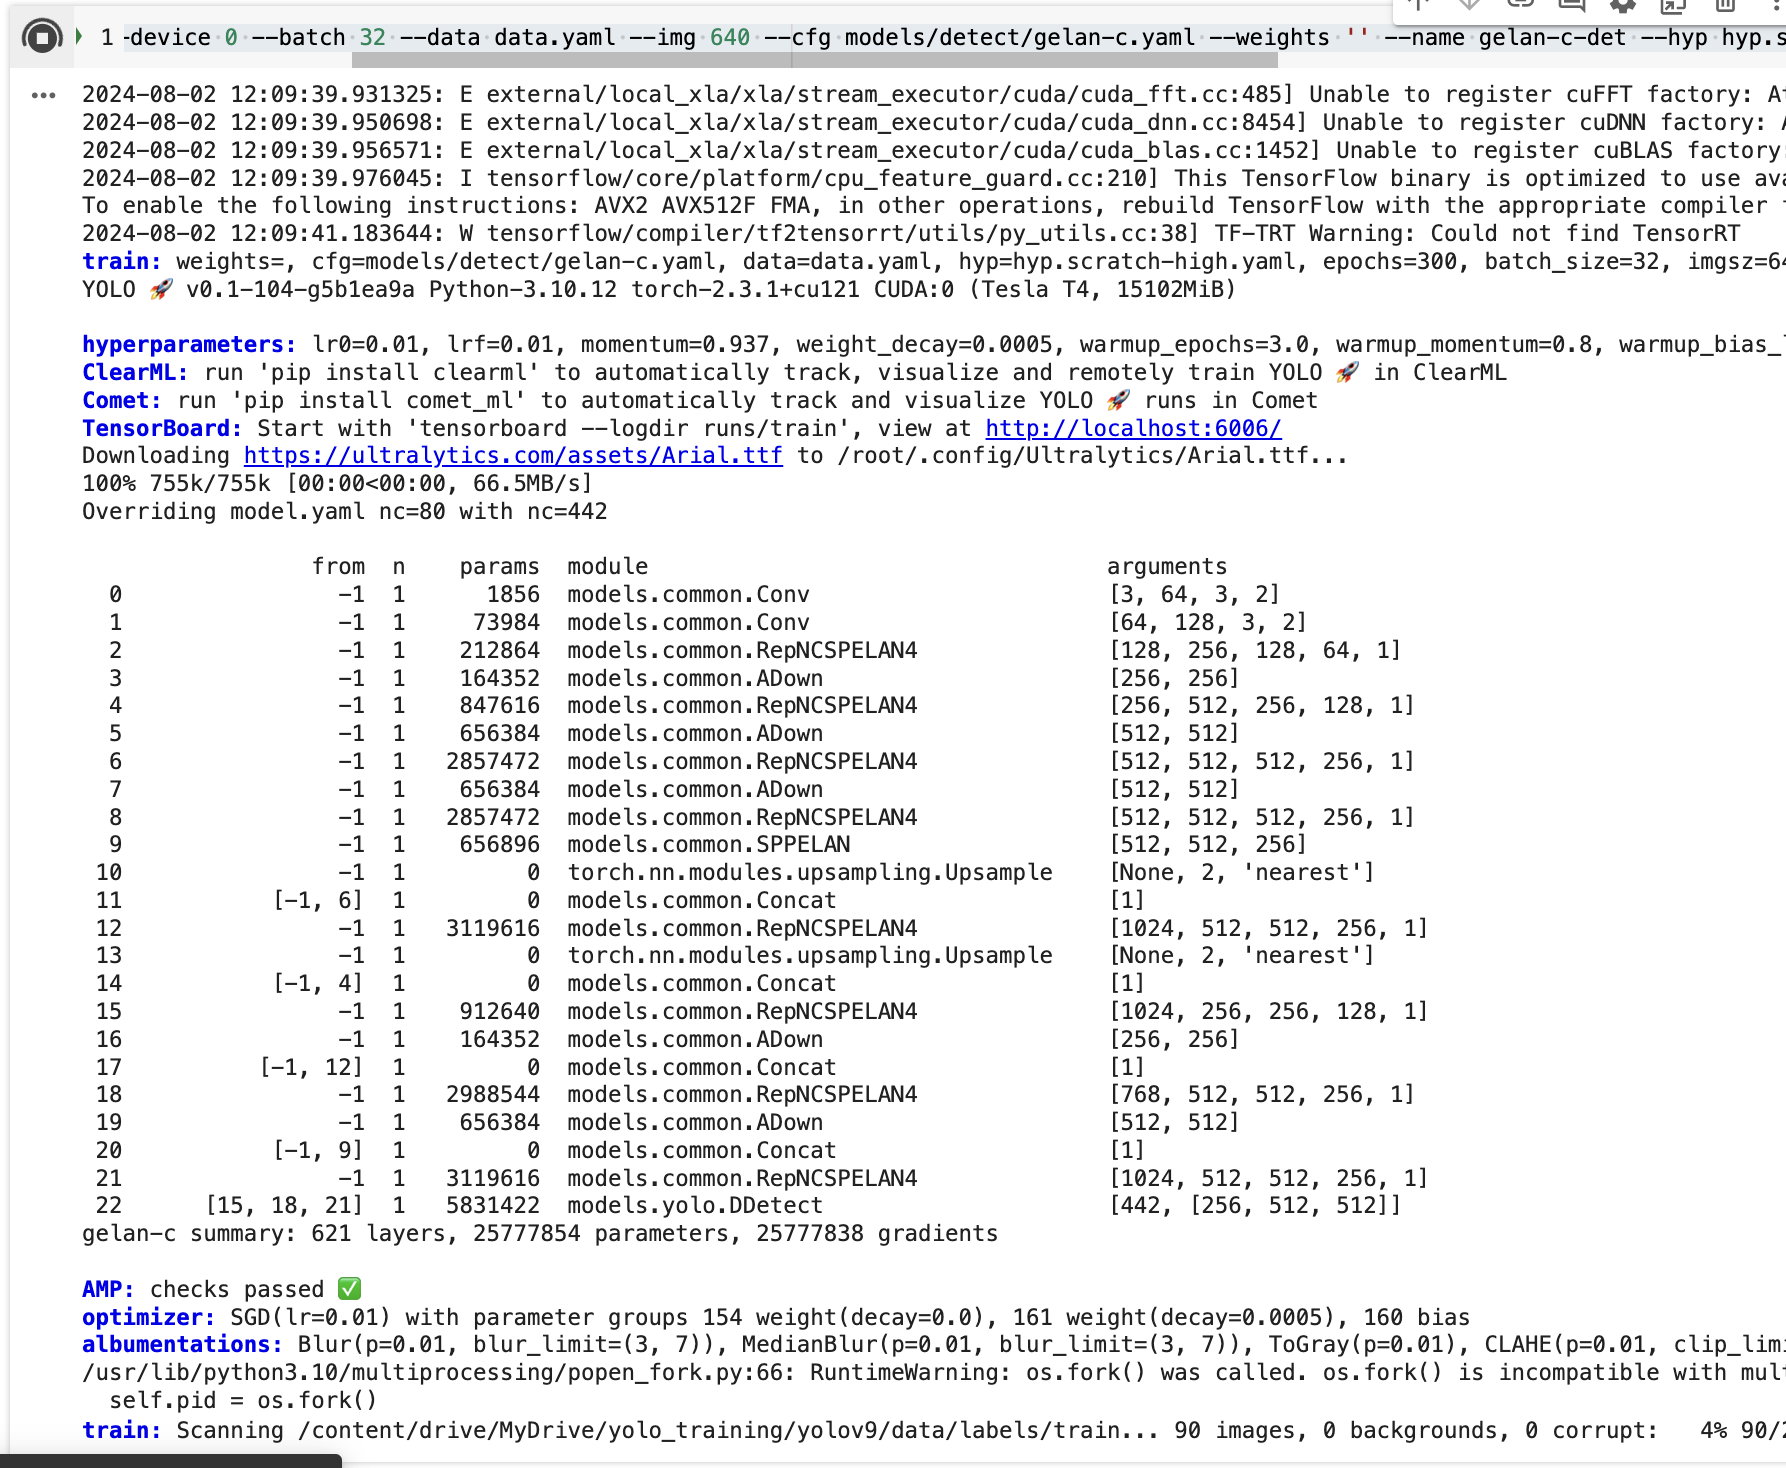 1 -device 0 --batch 32 --data data.yaml --img 640 --cfg models/detect/gelan-c.yaml --weights '' --name gelan-c-det --hyp hyp.s
2024-08-02 12:09:39.931325: E external/local_xla/xla/stream_executor/cuda/cuda_fft.cc:485] Unable to register cuFFT factory: At
2024-08-02 12:09:39.950698: E external/local_xla/xla/stream_executor/cuda/cuda_dnn.cc:8454] Unable to register cuDNN factory: A
2024-08-02 12:09:39.956571: E external/local_xla/xla/stream_executor/cuda/cuda_blas.cc:1452] Unable to register cuBLAS factory:
2024-08-02 12:09:39.976045: I tensorflow/core/platform/cpu_feature_guard.cc:210] This TensorFlow binary is optimized to use ava
To enable the following instructions: AVX2 AVX512F FMA, in other operations, rebuild TensorFlow with the appropriate compiler
2024-08-02 12:09:41.183644: W tensorflow/compiler/tf2tensorrt/utils/py_utils.cc:38] TF-TRT Warning: Could not find TensorRT
train: weights=, cfg=models/detect/gelan-c.yaml, data=data.yaml, hyp=hyp.scratch-high.yaml, epochs=300, batch_size=32, imgsz=64
YOLO 🚀 v0.1-104-g5b1ea9a Python-3.10.12 torch-2.3.1+cu121 CUDA:0 (Tesla T4, 15102MiB)
hyperparameters: lr0=0.01, lrf=0.01, momentum=0.937, weight_decay=0.0005, warmup_epochs=3.0, warmup_momentum=0.8, warmup_bias_
ClearML: run 'pip install clearml' to automatically track, visualize and remotely train YOLO 🚀 in ClearML
Comet: run 'pip install comet_ml' to automatically track and visualize YOLO 🚀 runs in Comet
TensorBoard: Start with 'tensorboard --logdir runs/train', view at http://localhost:6006/
Downloading https://ultralytics.com/assets/Arial.ttf to /root/.config/Ultralytics/Arial.ttf...
100% 755k/755k [00:00<00:00, 66.5MB/s]
Overriding model.yaml nc=80 with nc=442
from n params module arguments
0 -1 1 1856 models.common.Conv [3, 64, 3, 2]
1 -1 1 73984 models.common.Conv [64, 128, 3, 2]
2 -1 1 212864 models.common.RepNCSPELAN4 [128, 256, 128, 64, 1]
3 -1 1 164352 models.common.ADown [256, 256]
4 -1 1 847616 models.common.RepNCSPELAN4 [256, 512, 256, 128, 1]
5 -1 1 656384 models.common.ADown [512, 512]
6 -1 1 2857472 models.common.RepNCSPELAN4 [512, 512, 512, 256, 1]
7 -1 1 656384 models.common.ADown [512, 512]
8 -1 1 2857472 models.common.RepNCSPELAN4 [512, 512, 512, 256, 1]
9 -1 1 656896 models.common.SPPELAN [512, 512, 256]
10 -1 1 0 torch.nn.modules.upsampling.Upsample [None, 2, 'nearest']
11 [-1, 6] 1 0 models.common.Concat [1]
12 -1 1 3119616 models.common.RepNCSPELAN4 [1024, 512, 512, 256, 1]
13 -1 1 0 torch.nn.modules.upsampling.Upsample [None, 2, 'nearest']
14 [-1, 4] 1 0 models.common.Concat [1]
15 -1 1 912640 models.common.RepNCSPELAN4 [1024, 256, 256, 128, 1]
16 -1 1 164352 models.common.ADown [256, 256]
17 [-1, 12] 1 0 models.common.Concat [1]
18 -1 1 2988544 models.common.RepNCSPELAN4 [768, 512, 512, 256, 1]
19 -1 1 656384 models.common.ADown [512, 512]
20 [-1, 9] 1 0 models.common.Concat [1]
21 -1 1 3119616 models.common.RepNCSPELAN4 [1024, 512, 512, 256, 1]
22 [15, 18, 21] 1 5831422 models.yolo.DDetect [442, [256, 512, 512]]
gelan-c summary: 621 layers, 25777854 parameters, 25777838 gradients
AMP: checks passed ✅
optimizer: SGD(lr=0.01) with parameter groups 154 weight(decay=0.0), 161 weight(decay=0.0005), 160 bias
albumentations: Blur(p=0.01, blur_limit=(3, 7)), MedianBlur(p=0.01, blur_limit=(3, 7)), ToGray(p=0.01), CLAHE(p=0.01, clip_limi
/usr/lib/python3.10/multiprocessing/popen_fork.py:66: RuntimeWarning: os.fork() was called. os.fork() is incompatible with mult
self.pid = os.fork()
train: Scanning /content/drive/MyDrive/yolo_training/yolov9/data/labels/train... 90 images, 0 backgrounds, 0 corrupt: 4% 90/2